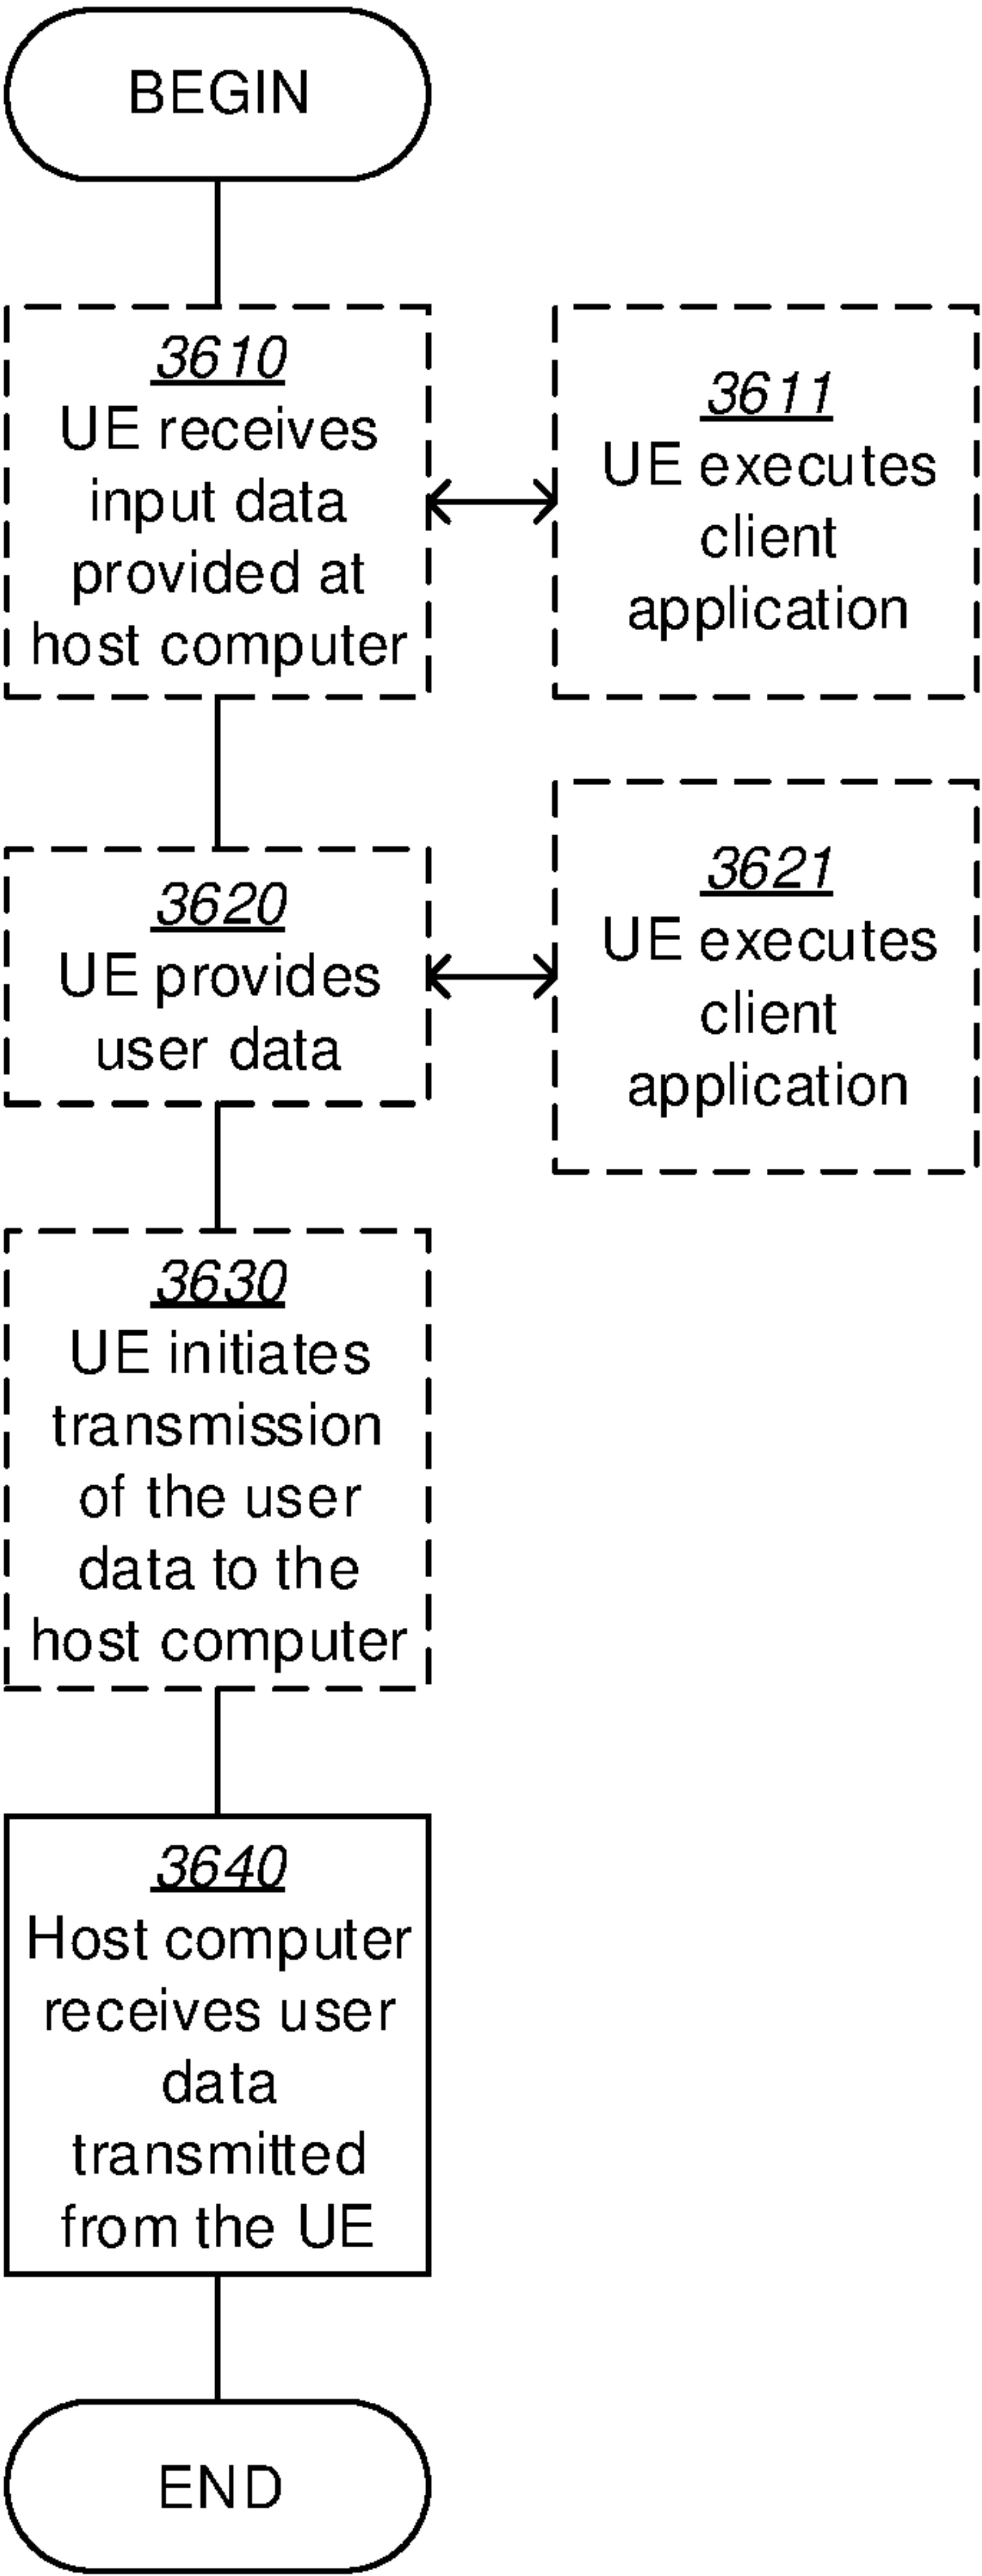 BEGIN
3610
UE receives
input data
provided at
host computer
3611
UE executes
client
application
3620
UE provides
user data
3621
UE executes
client
application
3630
UE initiates
transmission
of the user
data to the
host computer
3640
Host computer
receives user
data
transmitted
from the UE
END